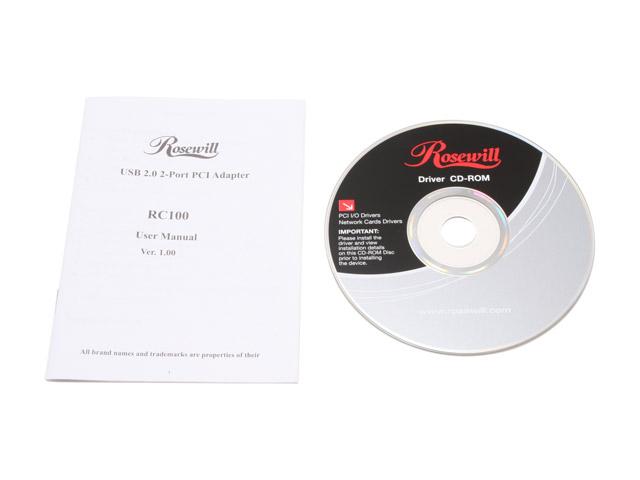 Rosewill
USB 2.0 2-Port PCI Adapter
RC100
User Manual
Ver. 1.00
All brand names and trademarks are properties of their
1
Rosewill
Driver CD-ROM
PCI I/O Drivers
Network Cards Drivers
IMPORTANT:
Please install the
driver and view
installation details
on this CD-ROM Disc
prior to installing
the device.
www.rosewill.com